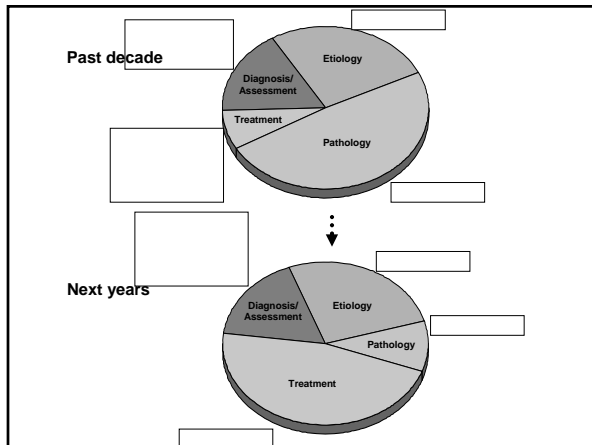 Past decade
Etiology
Diagnosis/
Assessment
Treatment
Pathology
Next years
Etiology
Diagnosis/
Assessment
Pathology
Treatment